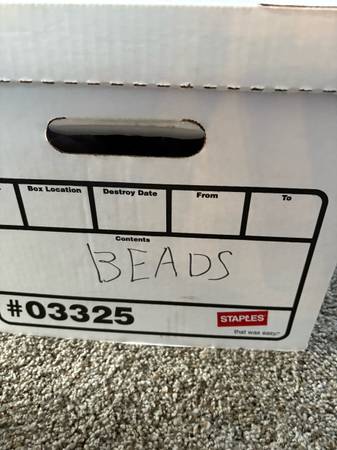 Box Location Destroy Date From To
Contents
BEADS
#03325 STAPLES
that was easy